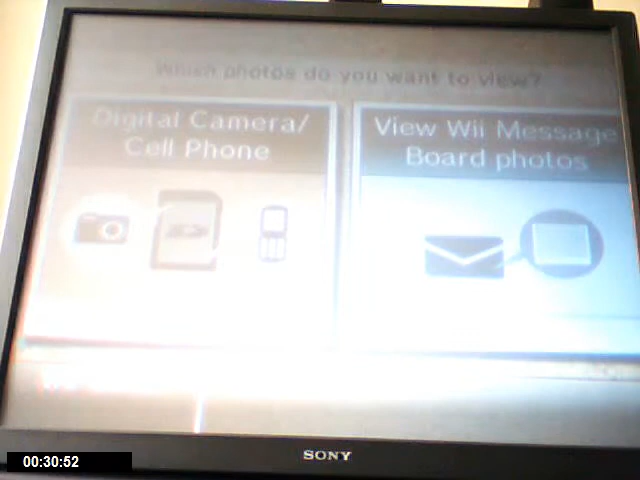 Which photos do you want to view?
Digital Camera/
Cell Phone
View Wii Message
Board photos
SONY
00:30:52